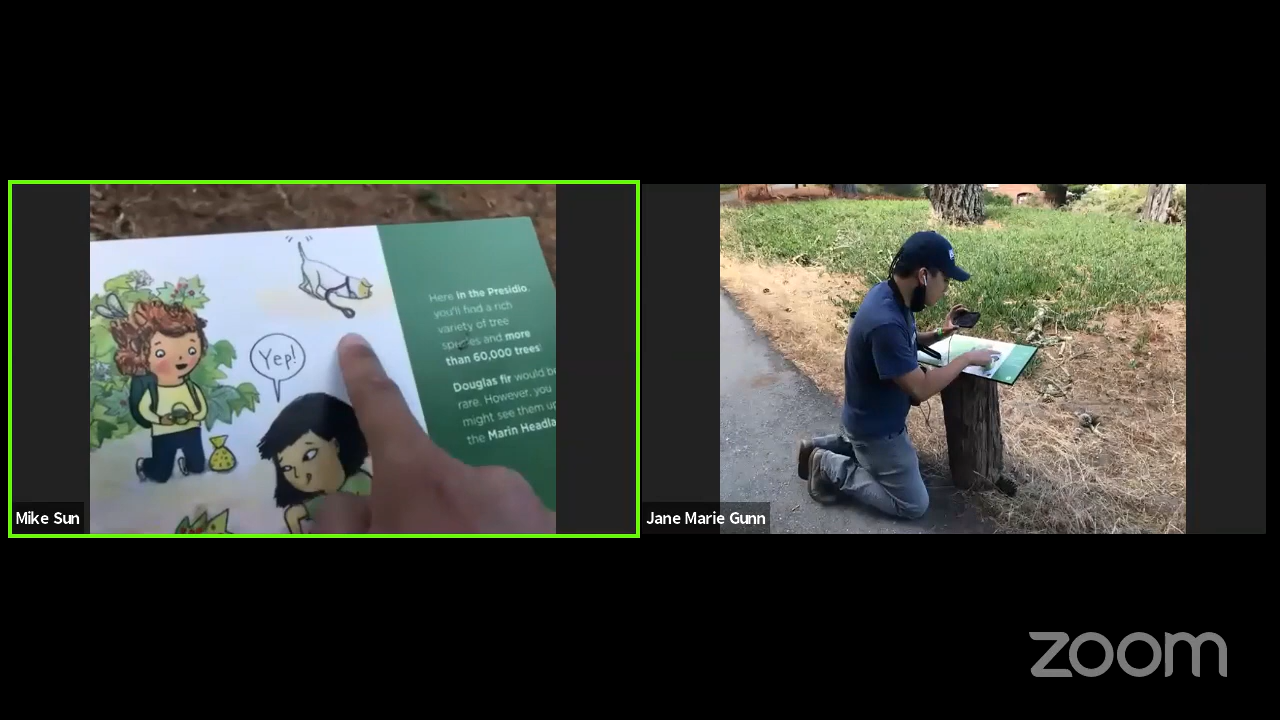 Yep!
Here in the Presidio,
you'll find a rich
variety of tree
species and more
than 60,000 trees!
Douglas fir would be
rare. However, you
might see them up
the Marin Headla
Mike Sun
Jane Marie Gunn
zoom